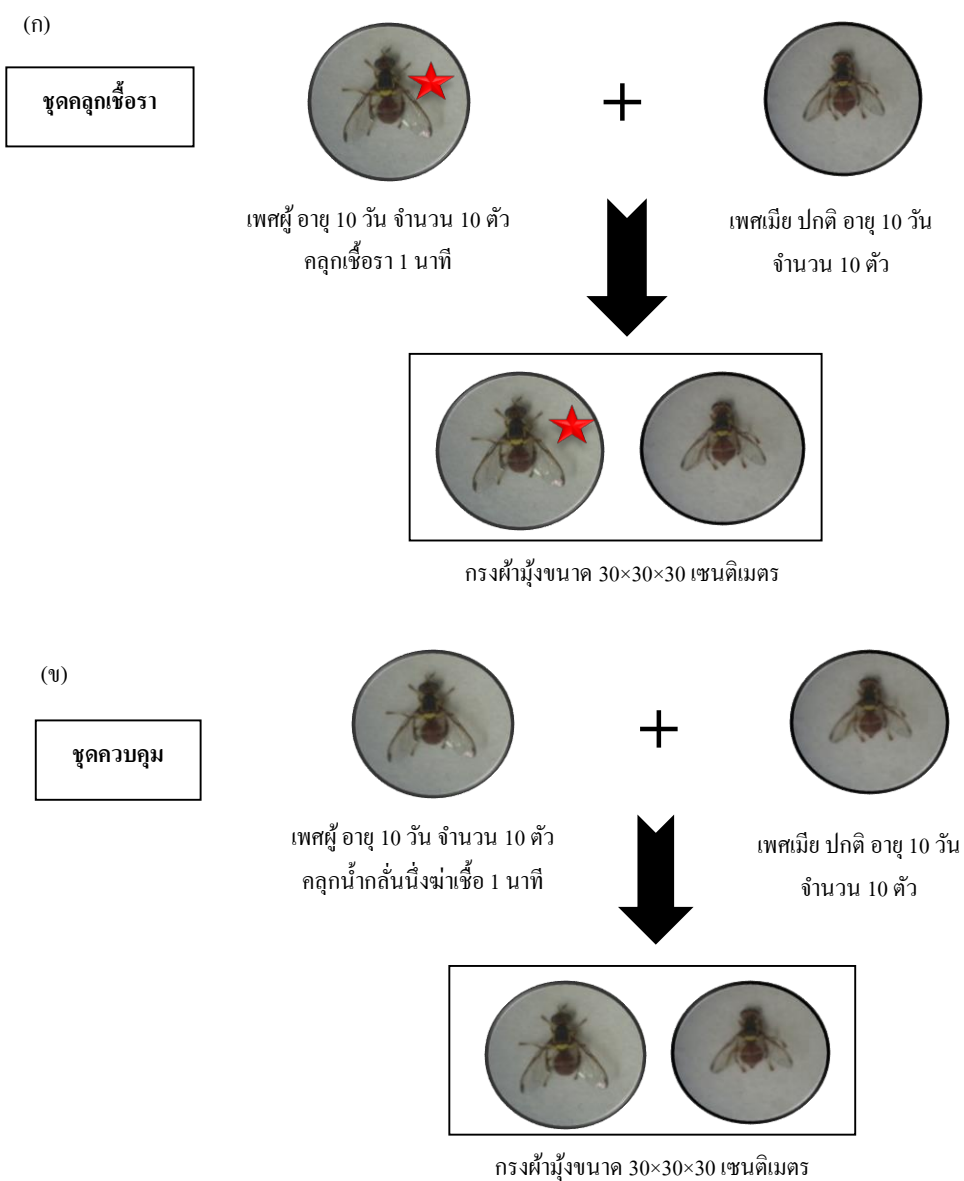 (ก)
ชุดคลุกเชื้อรา
เพศผู้ อายุ 10 วัน จำนวน 10 ตัว
คลุกเชื้อรา 1 นาที
+
เพศเมีย ปกติ อายุ 10 วัน
จำนวน 10 ตัว
กรงผ้ามุ้งขนาด 30×30×30 เซนติเมตร
(ข)
ชุดควบคุม
เพศผู้ อายุ 10 วัน จำนวน 10 ตัว
คลุกน้ำกลั่นนึ่งฆ่าเชื้อ 1 นาที
+
เพศเมีย ปกติ อายุ 10 วัน
จำนวน 10 ตัว
กรงผ้ามุ้งขนาด 30×30×30 เซนติเมตร